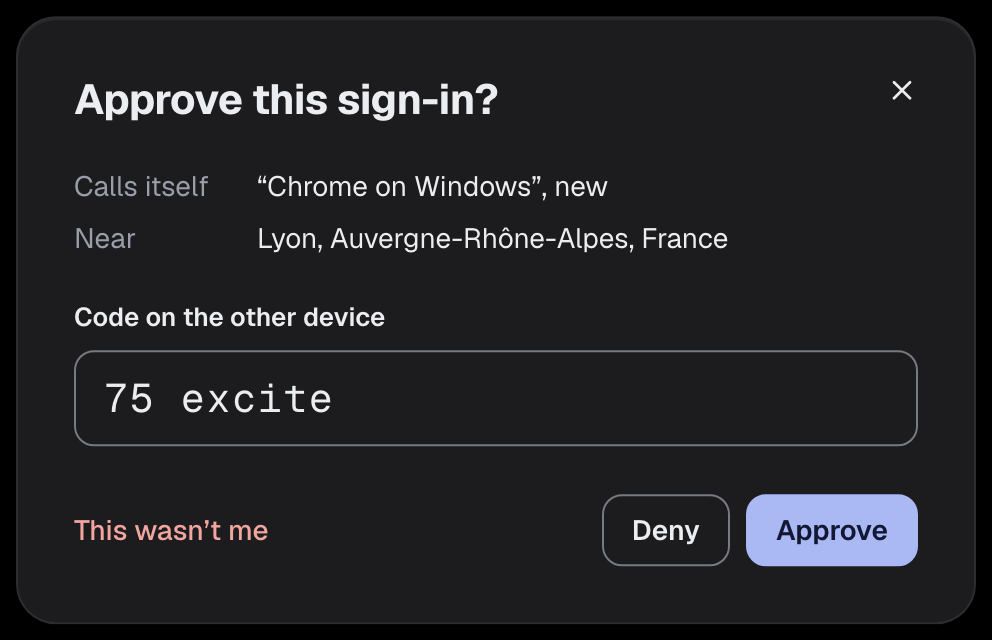 Approve this sign-in?
Calls itself “Chrome on Windows”, new
Near Lyon, Auvergne-Rhône-Alpes, France
Code on the other device
75 excite
This wasn’t me Deny Approve